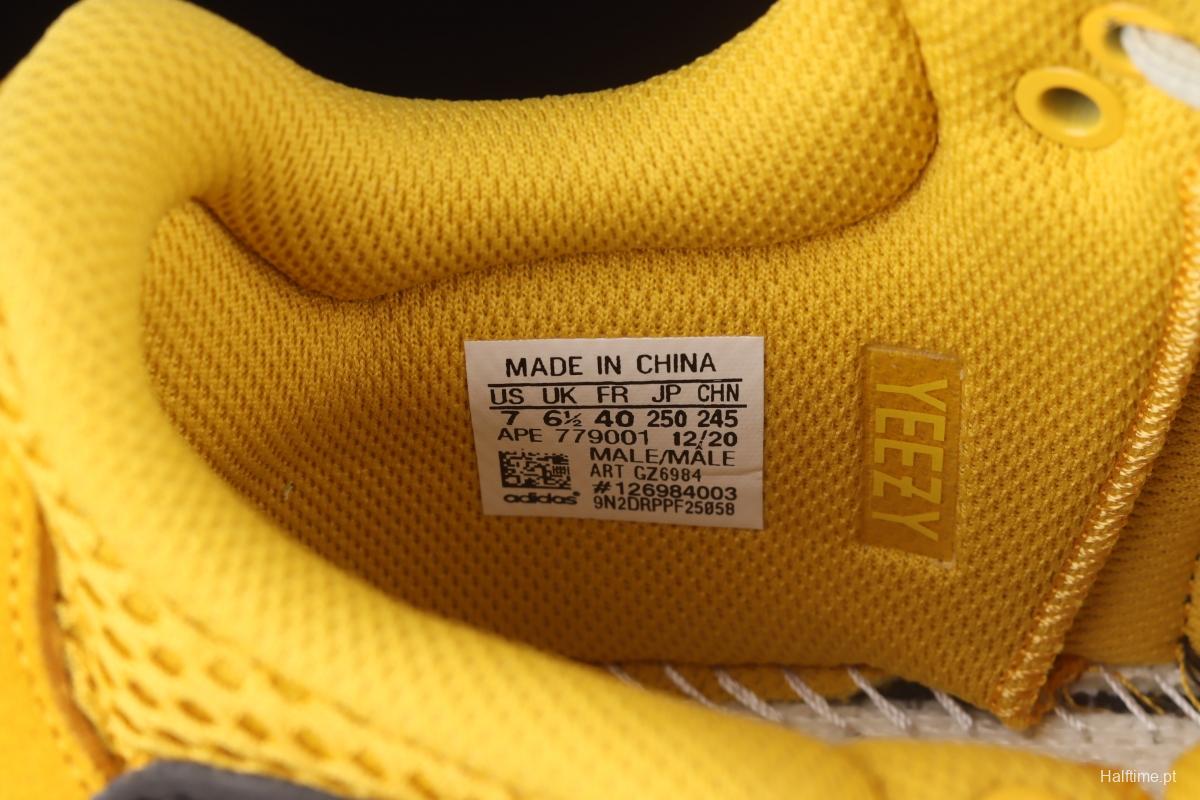 MADE IN CHINA
US UK FR JP CHN
7 6½ 40 250 245
APE 779001 12/20
MALE/MÂLE
ART GZ6984
#126984003
adidas®
9N2DRPPF25058
YEEZY
Halftime.pt